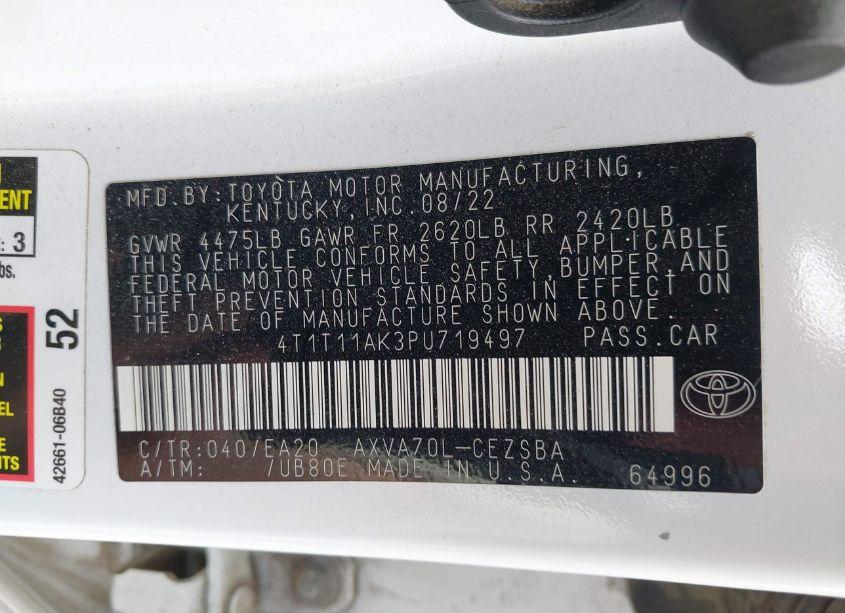 MFD.BY:TOYOTA MOTOR MANUFACTURING,
KENTUCKY,INC.08/22
GVWR 4475LB GAWR FR 2620LB RR 2420LB
THIS VEHICLE CONFORMS TO ALL APPLICABLE
FEDERAL MOTOR VEHICLE SAFETY,BUMPER,AND
THEFT PREVENTION STANDARDS IN EFFECT ON
THE DATE OF MANUFACTURE SHOWN ABOVE.
4T1T11AK3PU719497 PASS.CAR
C/TR:040/EA20 AXVA70L-CEZSBA
A/TM: /UB80E MADE IN U.S.A. 64996
3
52
42661-06B40